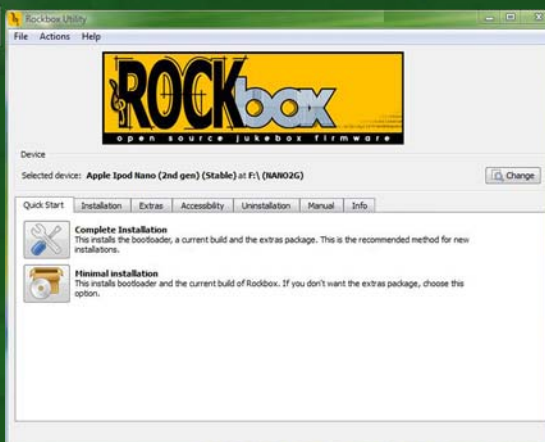 Rockbox Utility
File Actions Help
ROCKbox
open source jukebox firmware
Device
Selected device: Apple Ipod Nano (2nd gen) (Stable) at F:\ (NANO2G)
Change
Quick Start Installation Extras Accessibility Uninstallation Manual Info
Complete Installation
This installs the bootloader, a current build and the extras package. This is the recommended method for new
installations.
Minimal installation
This installs bootloader and the current build of Rockbox. If you don't want the extras package, choose this
option.